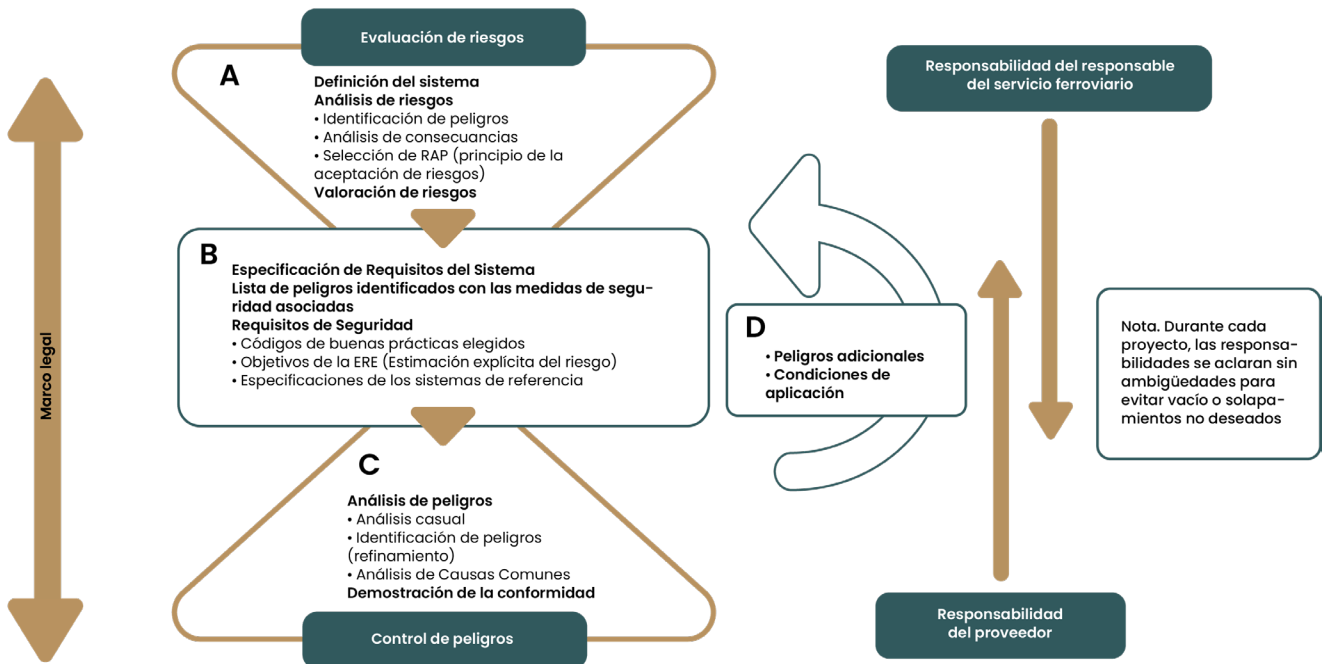 Evaluación de riesgos
A
Definición del sistema
Análisis de riesgos
• Identificación de peligros
• Análisis de consecuancias
• Selección de RAP (principio de la
aceptación de riesgos)
Valoración de riesgos
B
Especificación de Requisitos del Sistema
Lista de peligros identificados con las medidas de segu-
ridad asociadas
Requisitos de Seguridad
• Códigos de buenas prácticas elegidos
• Objetivos de la ERE (Estimación explícita del riesgo)
• Especificaciones de los sistemas de referencia
C
Análisis de peligros
• Análisis casual
• Identificación de peligros
(refinamiento)
• Análisis de Causas Comunes
Demostración de la conformidad
Control de peligros
Marco legal
D
• Peligros adicionales
• Condiciones de
aplicación
Responsabilidad del responsable
del servicio ferroviario
Nota. Durante cada
proyecto, las responsa-
bilidades se aclaran sin
ambigüedades para
evitar vacío o solapa-
mientos no deseados
Responsabilidad
del proveedor